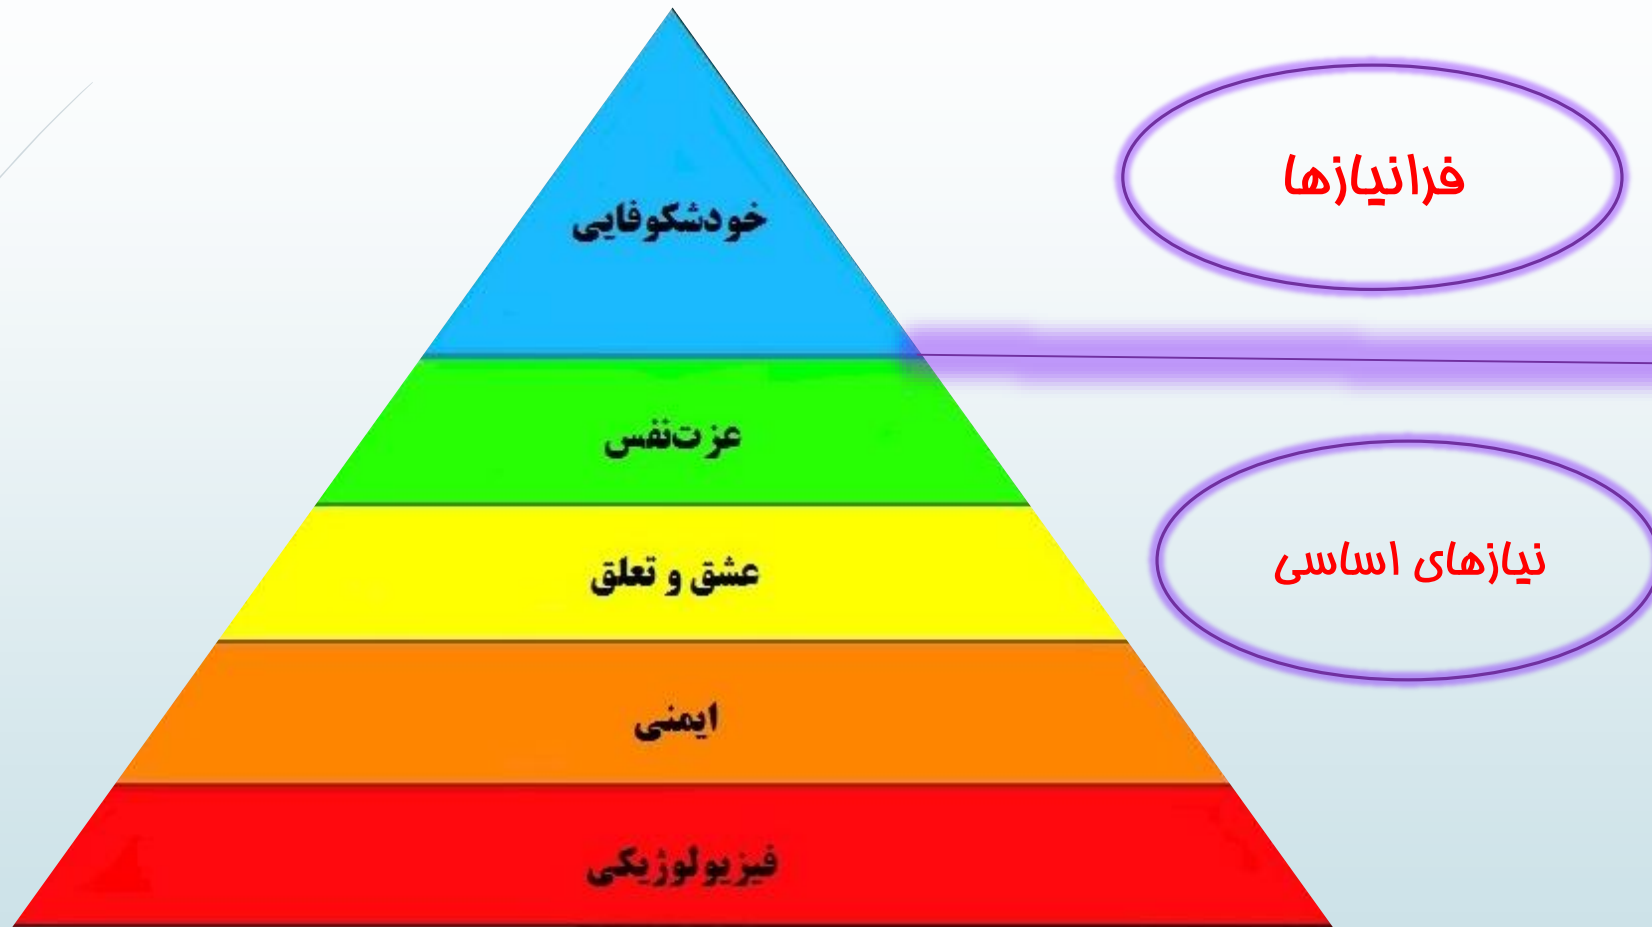 فرانیازها
خودشکوفایی
عزت‌نفس
عشق و تعلق
نیازهای اساسی
ایمنی
فیزیولوژیکی